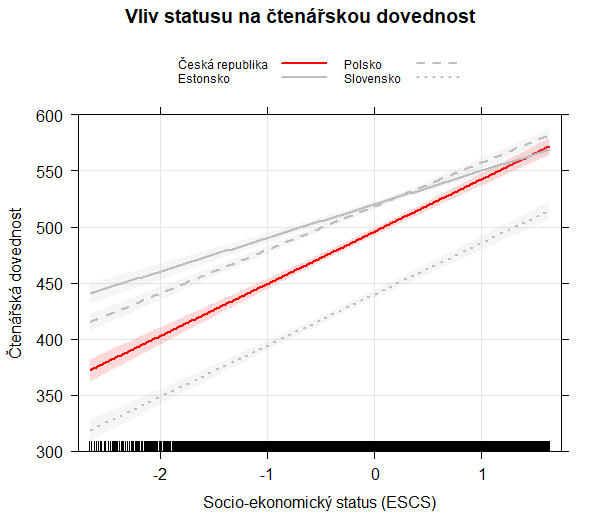 Vliv statusu na čtenářskou dovednost
Česká republika
Polsko
Estonsko
Slovensko
Čtenářská dovednost
600
550
500
450
400
350
300
-2
-1
0
1
Socio-ekonomický status (ESCS)